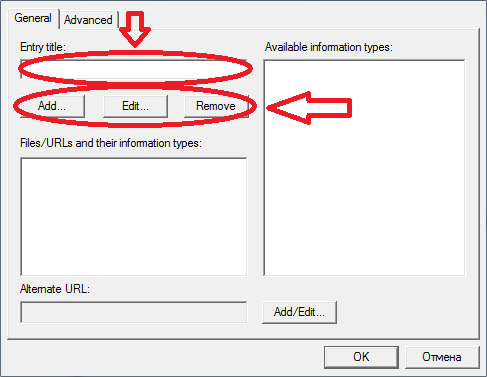 General Advanced
Entry title: Available information types:
Add... Edit... Remove
Files/URLs and their information types:
Alternate URL:
Add/Edit...
OK Отмена